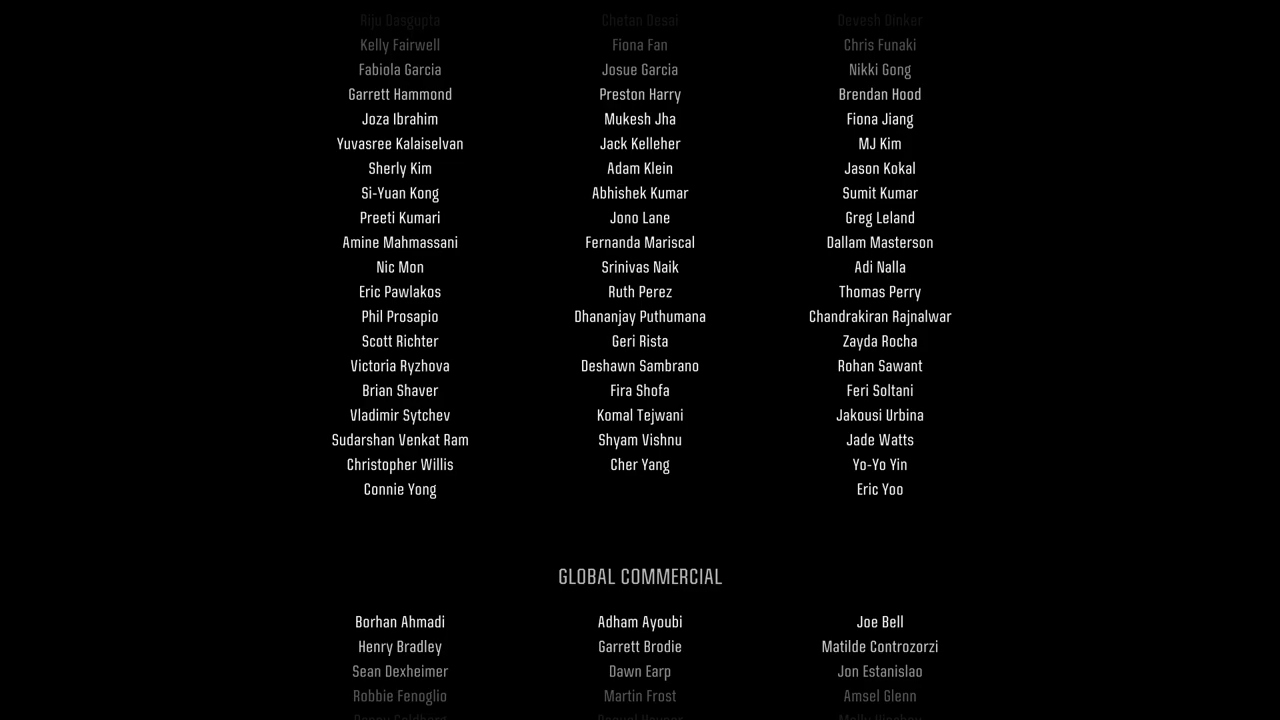 Riju Dasgupta Chetan Desai Devesh Dinker
Kelly Fairwell Fiona Fan Chris Funaki
Fabiola Garcia Josue Garcia Nikki Gong
Garrett Hammond Preston Harry Brendan Hood
Joza Ibrahim Mukesh Jha Fiona Jiang
Yuvasree Kalaiselvan Jack Kelleher MJ Kim
Sherly Kim Adam Klein Jason Kokal
Si-Yuan Kong Abhishek Kumar Sumit Kumar
Preeti Kumari Jono Lane Greg Leland
Amine Mahmassani Fernanda Mariscal Dallam Masterson
Nic Mon Srinivas Naik Adi Nalla
Eric Pawlakos Ruth Perez Thomas Perry
Phil Prosapio Dhananjay Puthumana Chandrakiran Rajnalwar
Scott Richter Geri Rista Zayda Rocha
Victoria Ryzhova Deshawn Sambrano Rohan Sawant
Brian Shaver Fira Shofa Feri Soltani
Vladimir Sytchev Komal Tejwani Jakousi Urbina
Sudarshan Venkat Ram Shyam Vishnu Jade Watts
Christopher Willis Cher Yang Yo-Yo Yin
Connie Yong Eric Yoo
GLOBAL COMMERCIAL
Borhan Ahmadi Adham Ayoubi Joe Bell
Henry Bradley Garrett Brodie Matilde Controzorzi
Sean Dexheimer Dawn Earp Jon Estanislao
Robbie Fenoglio Martin Frost Amsel Glenn